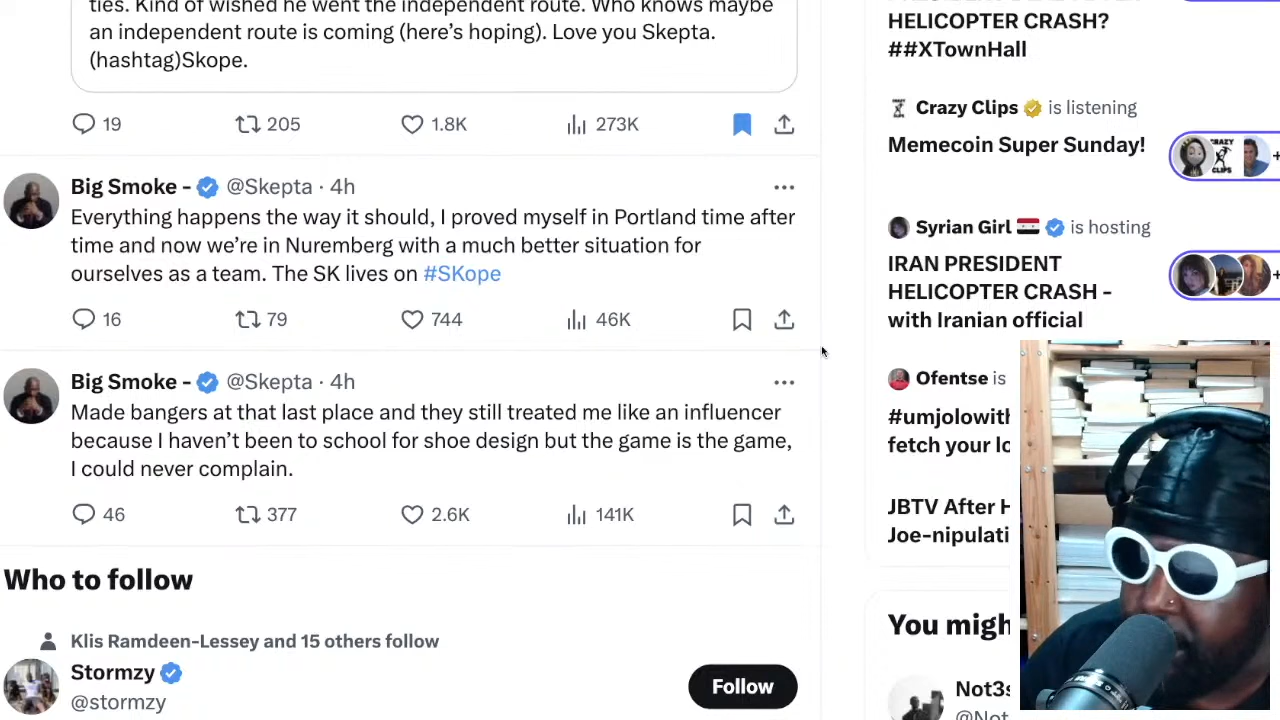 ties. Kind of wished he went the independent route. Who knows maybe
an independent route is coming (here's hoping). Love you Skepta.
(hashtag)Skope.
19 205 1.8K 273K
Big Smoke - @Skepta · 4h
Everything happens the way it should, I proved myself in Portland time after
time and now we're in Nuremberg with a much better situation for
ourselves as a team. The SK lives on #SKope
16 79 744 46K
Big Smoke - @Skepta · 4h
Made bangers at that last place and they still treated me like an influencer
because I haven't been to school for shoe design but the game is the game,
I could never complain.
46 377 2.6K 141K
Who to follow
Klis Ramdeen-Lessey and 15 others follow
Stormzy
@stormzy
Follow
HELICOPTER CRASH?
##XTownHall
Crazy Clips is listening
Memecoin Super Sunday!
CRAZY
CLIPS
Syrian Girl is hosting
IRAN PRESIDENT
HELICOPTER CRASH -
with Iranian official
Ofentse is
#umjolowith
fetch your lo
JBTV After H
Joe-nipulati
You migh
Not3s
@Not